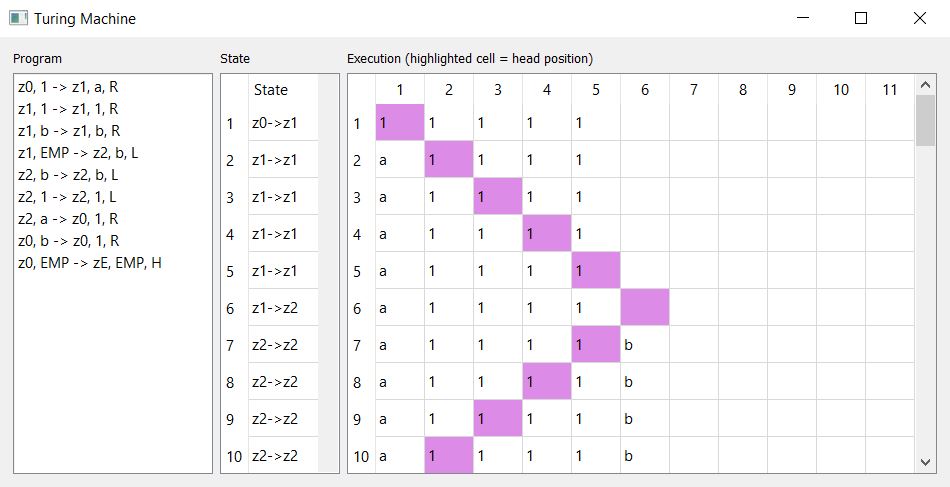 Turing Machine
Program
State
Execution (highlighted cell = head position)
z0, 1 -> z1, a, R
z1, 1 -> z1, 1, R
z1, b -> z1, b, R
z1, EMP -> z2, b, L
z2, b -> z2, b, L
z2, 1 -> z2, 1, L
z2, a -> z0, 1, R
z0, b -> z0, 1, R
z0, EMP -> zE, EMP, H
State
1 z0->z1
2 z1->z1
3 z1->z1
4 z1->z1
5 z1->z1
6 z1->z2
7 z2->z2
8 z2->z2
9 z2->z2
10 z2->z2
1 2 3 4 5 6 7 8 9 10 11
1 1 1 1 1 1
2 a 1 1 1 1
3 a 1 1 1 1
4 a 1 1 1 1
5 a 1 1 1 1
6 a 1 1 1 1
7 a 1 1 1 1 b
8 a 1 1 1 1 b
9 a 1 1 1 1 b
10 a 1 1 1 1 b